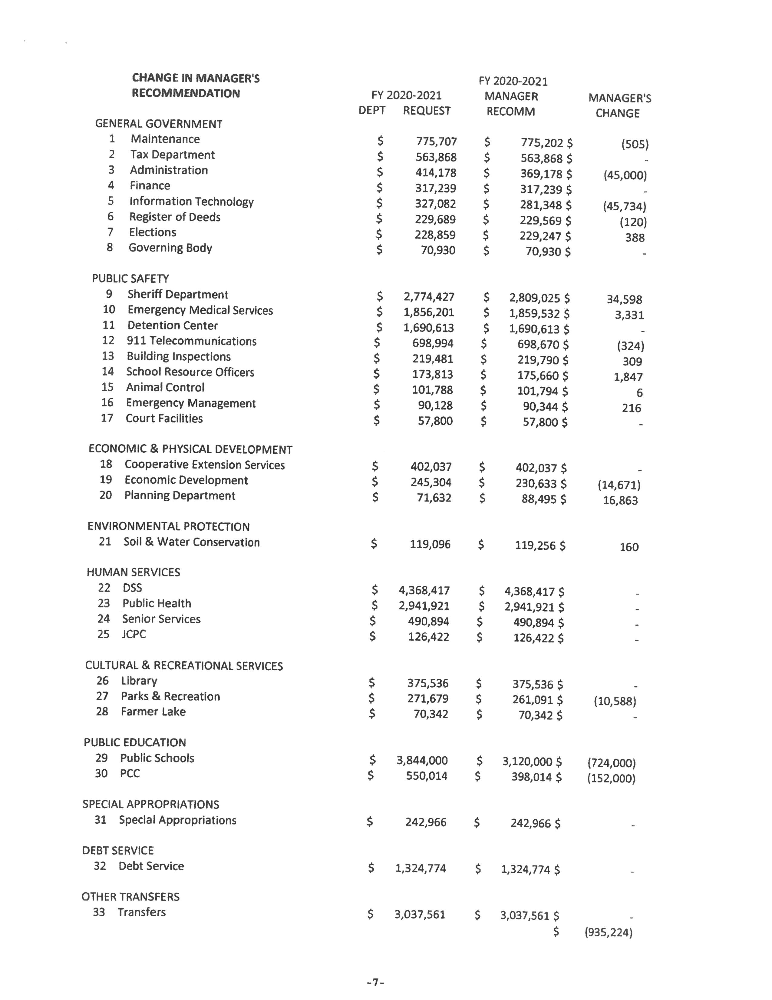 CHANGE IN MANAGER'S
RECOMMENDATION
FY 2020-2021
FY 2020-2021 MANAGER MANAGER'S
DEPT REQUEST RECOMM CHANGE
GENERAL GOVERNMENT
1 Maintenance $ 775,707 $ 775,202 $ (505)
2 Tax Department $ 563,868 $ 563,868 $ -
3 Administration $ 414,178 $ 369,178 $ (45,000)
4 Finance $ 317,239 $ 317,239 $ -
5 Information Technology $ 327,082 $ 281,348 $ (45,734)
6 Register of Deeds $ 229,689 $ 229,569 $ (120)
7 Elections $ 228,859 $ 229,247 $ 388
8 Governing Body $ 70,930 $ 70,930 $ -
PUBLIC SAFETY
9 Sheriff Department $ 2,774,427 $ 2,809,025 $ 34,598
10 Emergency Medical Services $ 1,856,201 $ 1,859,532 $ 3,331
11 Detention Center $ 1,690,613 $ 1,690,613 $ -
12 911 Telecommunications $ 698,994 $ 698,670 $ (324)
13 Building Inspections $ 219,481 $ 219,790 $ 309
14 School Resource Officers $ 173,813 $ 175,660 $ 1,847
15 Animal Control $ 101,788 $ 101,794 $ 6
16 Emergency Management $ 90,128 $ 90,344 $ 216
17 Court Facilities $ 57,800 $ 57,800 $ -
ECONOMIC & PHYSICAL DEVELOPMENT
18 Cooperative Extension Services $ 402,037 $ 402,037 $ -
19 Economic Development $ 245,304 $ 230,633 $ (14,671)
20 Planning Department $ 71,632 $ 88,495 $ 16,863
ENVIRONMENTAL PROTECTION
21 Soil & Water Conservation $ 119,096 $ 119,256 $ 160
HUMAN SERVICES
22 DSS $ 4,368,417 $ 4,368,417 $ -
23 Public Health $ 2,941,921 $ 2,941,921 $ -
24 Senior Services $ 490,894 $ 490,894 $ -
25 JCPC $ 126,422 $ 126,422 $ -
CULTURAL & RECREATIONAL SERVICES
26 Library $ 375,536 $ 375,536 $ -
27 Parks & Recreation $ 271,679 $ 261,091 $ (10,588)
28 Farmer Lake $ 70,342 $ 70,342 $ -
PUBLIC EDUCATION
29 Public Schools $ 3,844,000 $ 3,120,000 $ (724,000)
30 PCC $ 550,014 $ 398,014 $ (152,000)
SPECIAL APPROPRIATIONS
31 Special Appropriations $ 242,966 $ 242,966 $ -
DEBT SERVICE
32 Debt Service $ 1,324,774 $ 1,324,774 $ -
OTHER TRANSFERS
33 Transfers $ 3,037,561 $ 3,037,561 $ -
$ (935,224)
-7-